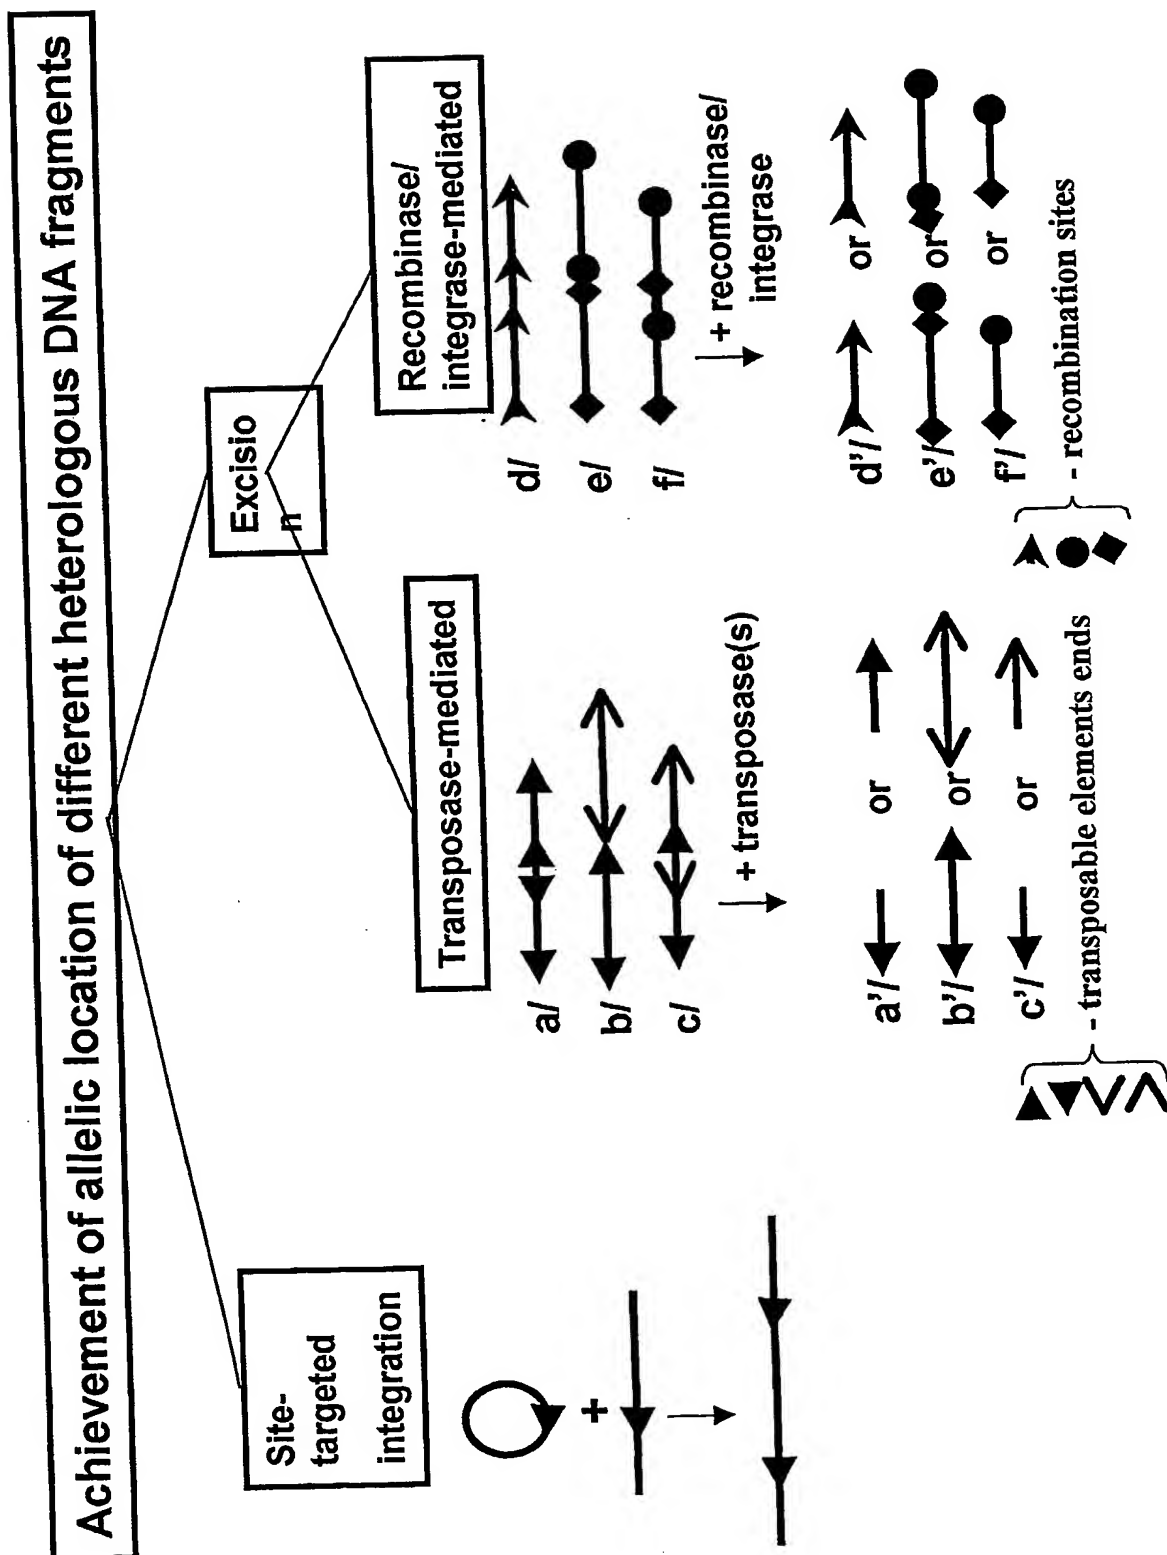 Achievement of allelic location of different heterologous DNA fragments
Site-
targeted
integration
+
Excisio
n
Transposase-mediated
a/
b/
c/
+ transposase(s)
a'/ or
b'/ or
c'/ or
- transposable elements ends
Recombinase/
integrase-mediated
d/
e/
f/
+ recombinase/
integrase
d'/ or
e'/ or
f'/ or
- recombination sites